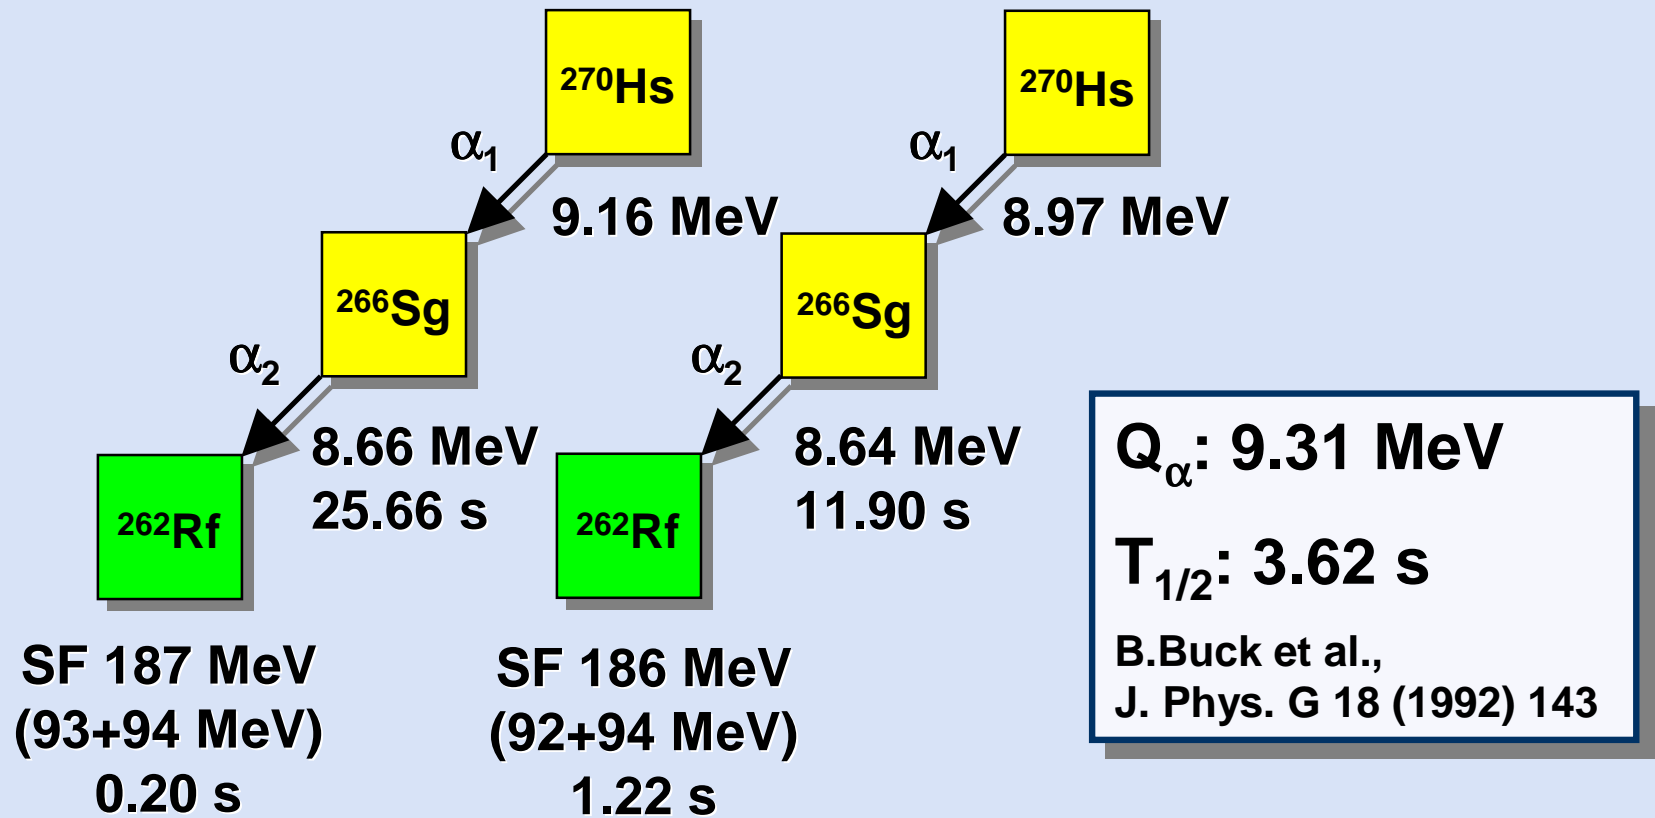 ²⁷⁰Hs
α₁
9.16 MeV
²⁶⁶Sg
α₂
8.66 MeV
25.66 s
²⁶²Rf
SF 187 MeV
(93+94 MeV)
0.20 s
²⁷⁰Hs
α₁
8.97 MeV
²⁶⁶Sg
α₂
8.64 MeV
11.90 s
²⁶²Rf
SF 186 MeV
(92+94 MeV)
1.22 s
Qα: 9.31 MeV
T₁/₂: 3.62 s
B.Buck et al.,
J. Phys. G 18 (1992) 143